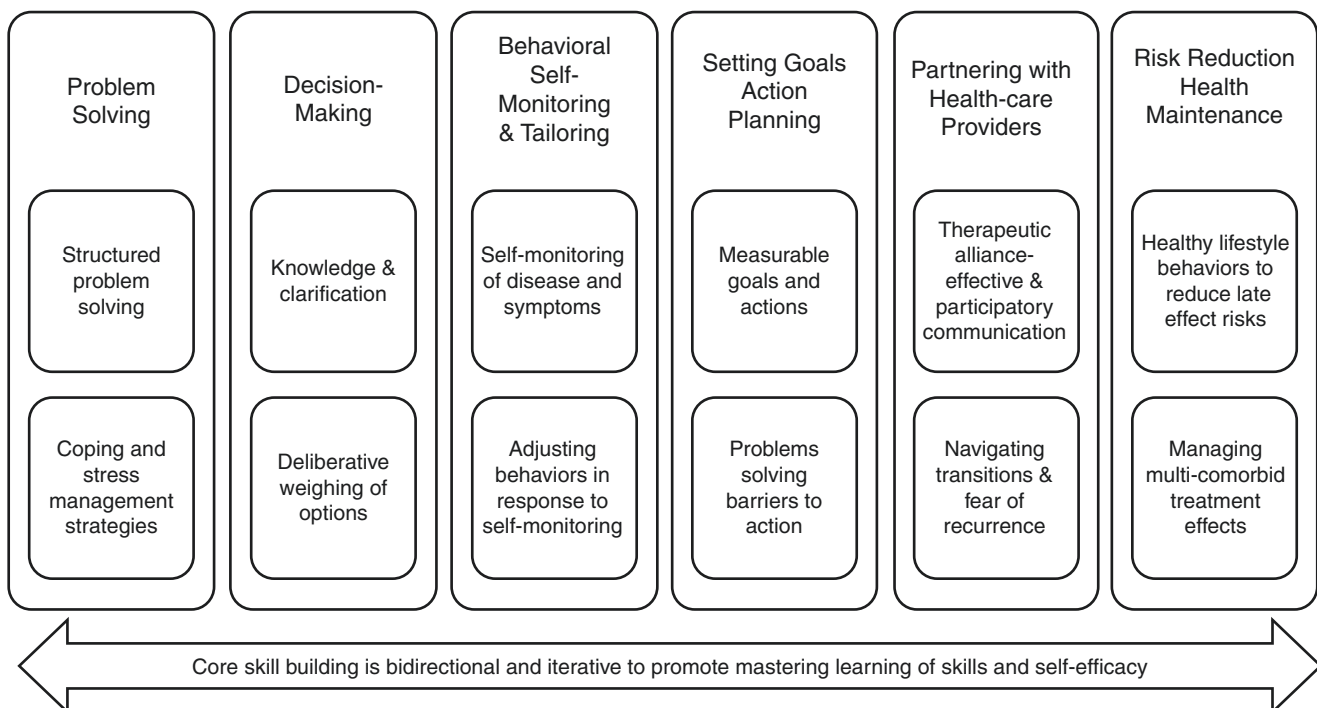 Problem
Solving
Structured
problem
solving
Coping and
stress
management
strategies
Decision-
Making
Knowledge &
clarification
Deliberative
weighing of
options
Behavioral
Self-
Monitoring
& Tailoring
Self-monitoring
of disease and
symptoms
Adjusting
behaviors in
response to
self-monitoring
Setting Goals
Action
Planning
Measurable
goals and
actions
Problems
solving
barriers to
action
Partnering with
Health-care
Providers
Therapeutic
alliance-
effective &
participatory
communication
Navigating
transitions &
fear of
recurrence
Risk Reduction
Health
Maintenance
Healthy lifestyle
behaviors to
reduce late
effect risks
Managing
multi-comorbid
treatment
effects
Core skill building is bidirectional and iterative to promote mastering learning of skills and self-efficacy